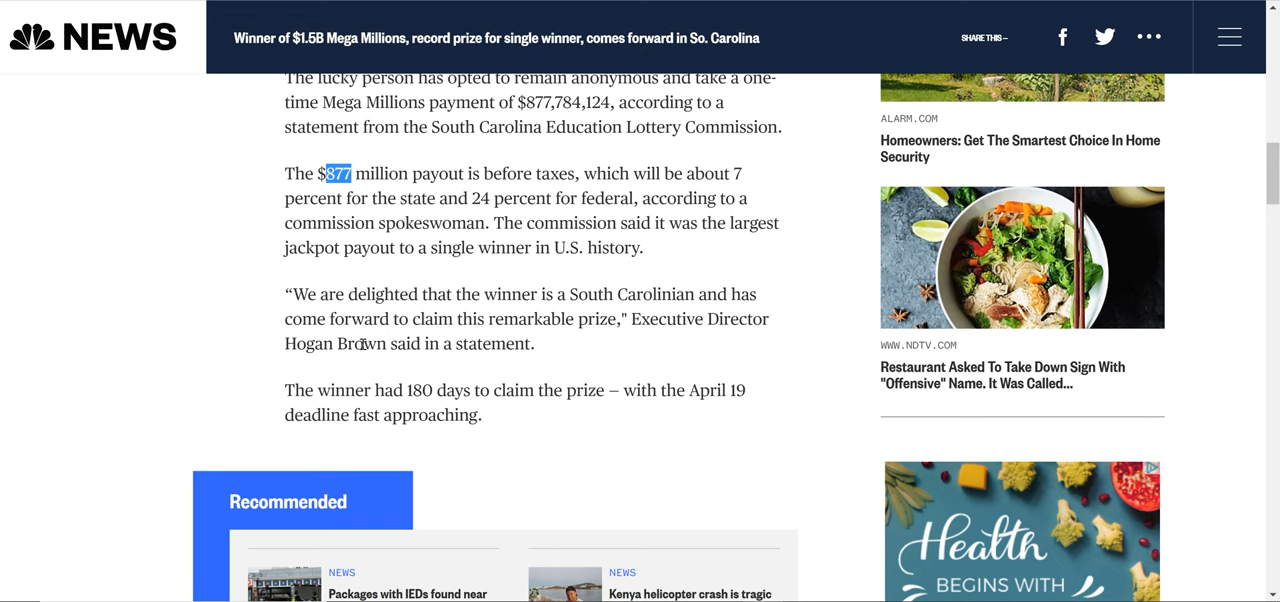 NEWS
Winner of $1.5B Mega Millions, record prize for single winner, comes forward in So. Carolina
SHARE THIS —
The lucky person has opted to remain anonymous and take a one-
time Mega Millions payment of $877,784,124, according to a
statement from the South Carolina Education Lottery Commission.
The $877 million payout is before taxes, which will be about 7
percent for the state and 24 percent for federal, according to a
commission spokeswoman. The commission said it was the largest
jackpot payout to a single winner in U.S. history.
“We are delighted that the winner is a South Carolinian and has
come forward to claim this remarkable prize," Executive Director
Hogan Brown said in a statement.
The winner had 180 days to claim the prize — with the April 19
deadline fast approaching.
Recommended
NEWS
Packages with IEDs found near
NEWS
Kenya helicopter crash is tragic
ALARM.COM
Homeowners: Get The Smartest Choice In Home
Security
WWW.NDTV.COM
Restaurant Asked To Take Down Sign With
"Offensive" Name. It Was Called...
Health
BEGINS WITH